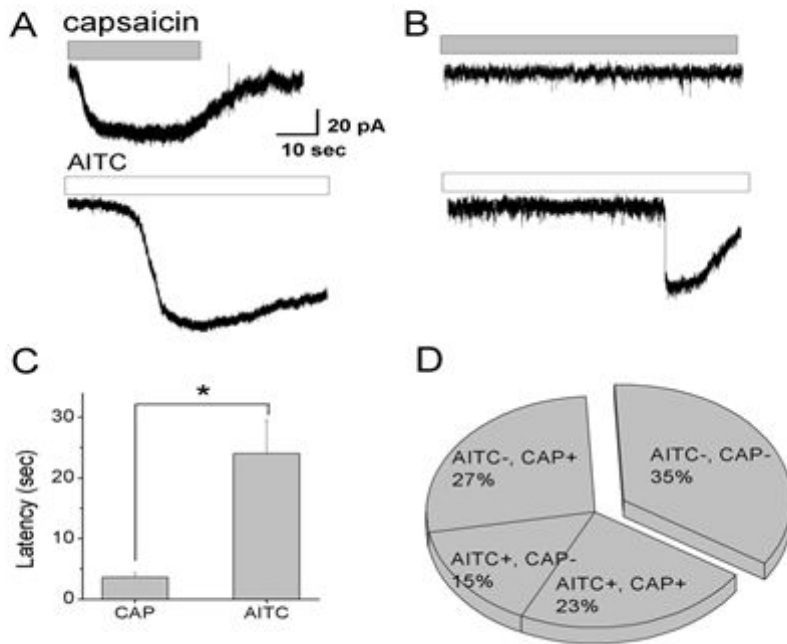 A
capsaicin
20 pA
10 sec
AITC
B
C
*
Latency (sec)
30
20
10
0
CAP
AITC
D
AITC-, CAP+
27%
AITC-, CAP-
35%
AITC+, CAP-
15%
AITC+, CAP+
23%